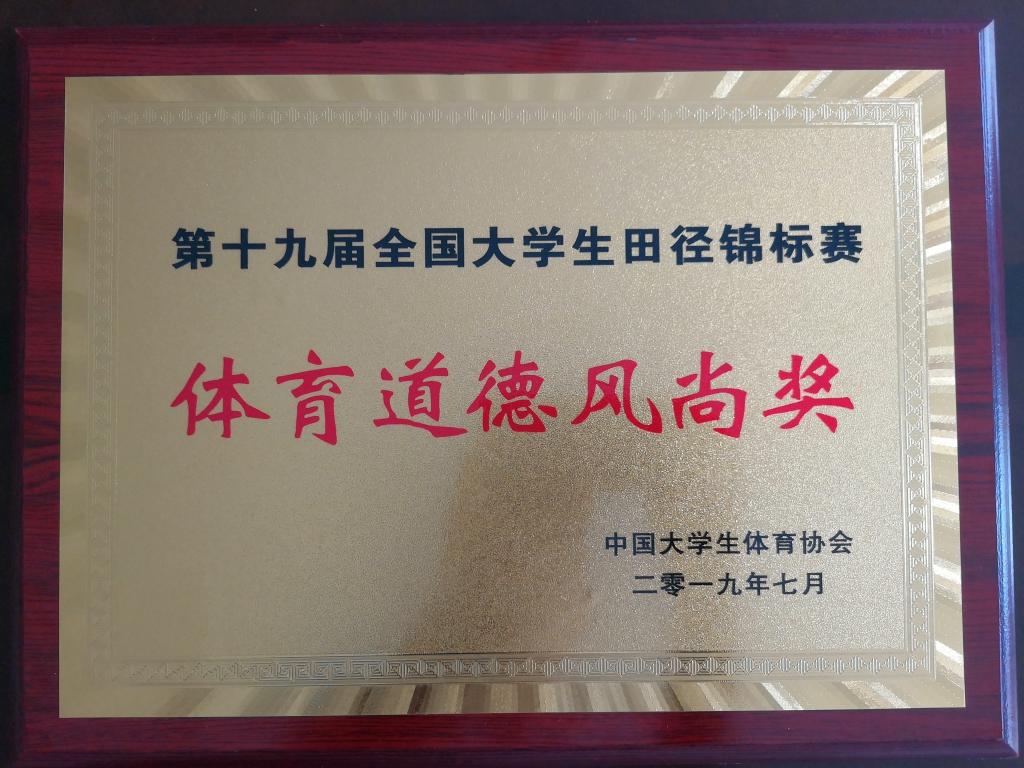 第十九届全国大学生田径锦标赛
体育道德风尚奖
中国大学生体育协会
二零一九年七月